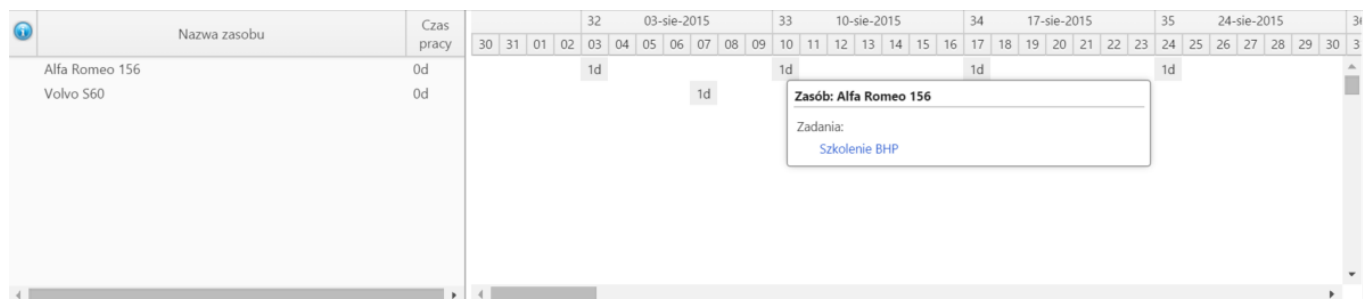 32 03-sie-2015 33 10-sie-2015 34 17-sie-2015 35 24-sie-2015
Nazwa zasobu Czas pracy
30 31 01 02 03 04 05 06 07 08 09 10 11 12 13 14 15 16 17 18 19 20 21 22 23 24 25 26 27 28 29 30
Alfa Romeo 156 0d 1d 1d 1d 1d
Volvo S60 0d 1d
Zasób: Alfa Romeo 156
Zadania:
Szkolenie BHP